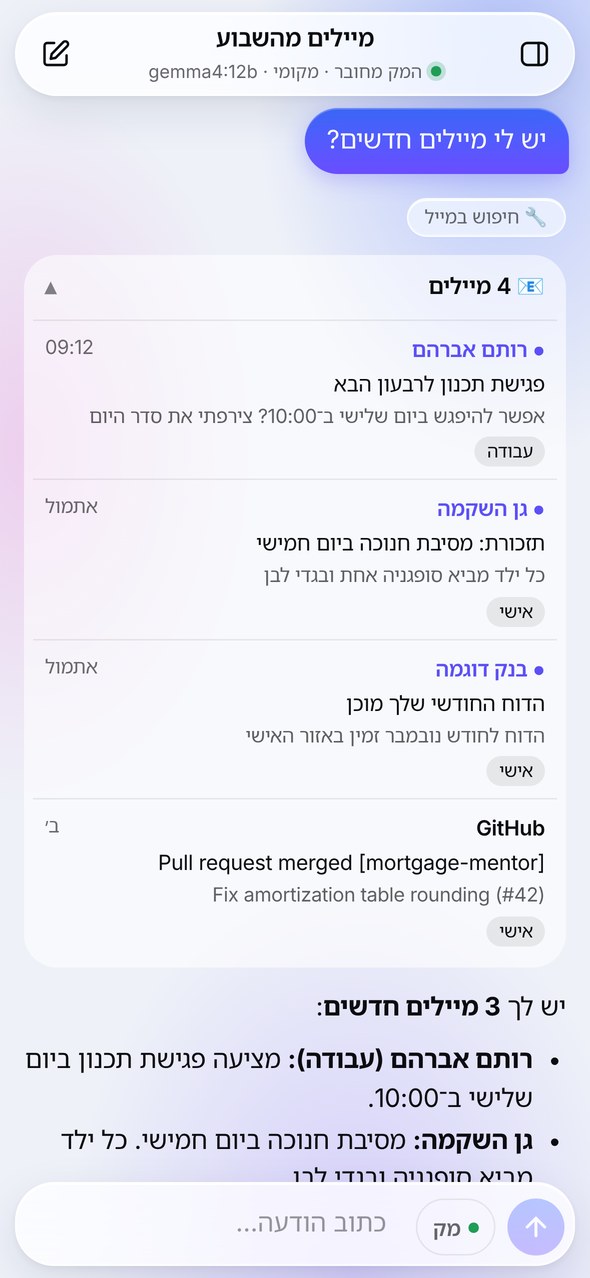 מיילים מהשבוע
המק מחובר · מקומי · gemma4:12b
יש לי מיילים חדשים?
חיפוש במייל
4 מיילים
רותם אברהם 09:12
פגישת תכנון לרבעון הבא
אפשר להיפגש ביום שלישי ב־10:00? צירפתי את סדר היום
עבודה
גן השקמה אתמול
תזכורת: מסיבת חנוכה ביום חמישי
כל ילד מביא סופגניה אחת ובגדי לבן
אישי
בנק דוגמה אתמול
הדוח החודשי שלך מוכן
הדוח לחודש נובמבר זמין באזור האישי
אישי
GitHub ב׳
[mortgage-mentor] Pull request merged
Fix amortization table rounding (#42)
אישי
יש לך 3 מיילים חדשים:
• רותם אברהם (עבודה): מציעה פגישת תכנון ביום
שלישי ב־10:00.
• גן השקמה: מסיבת חנוכה ביום חמישי. כל ילד
מביא סופגניה ובגדי לבן
כתוב הודעה...
מק